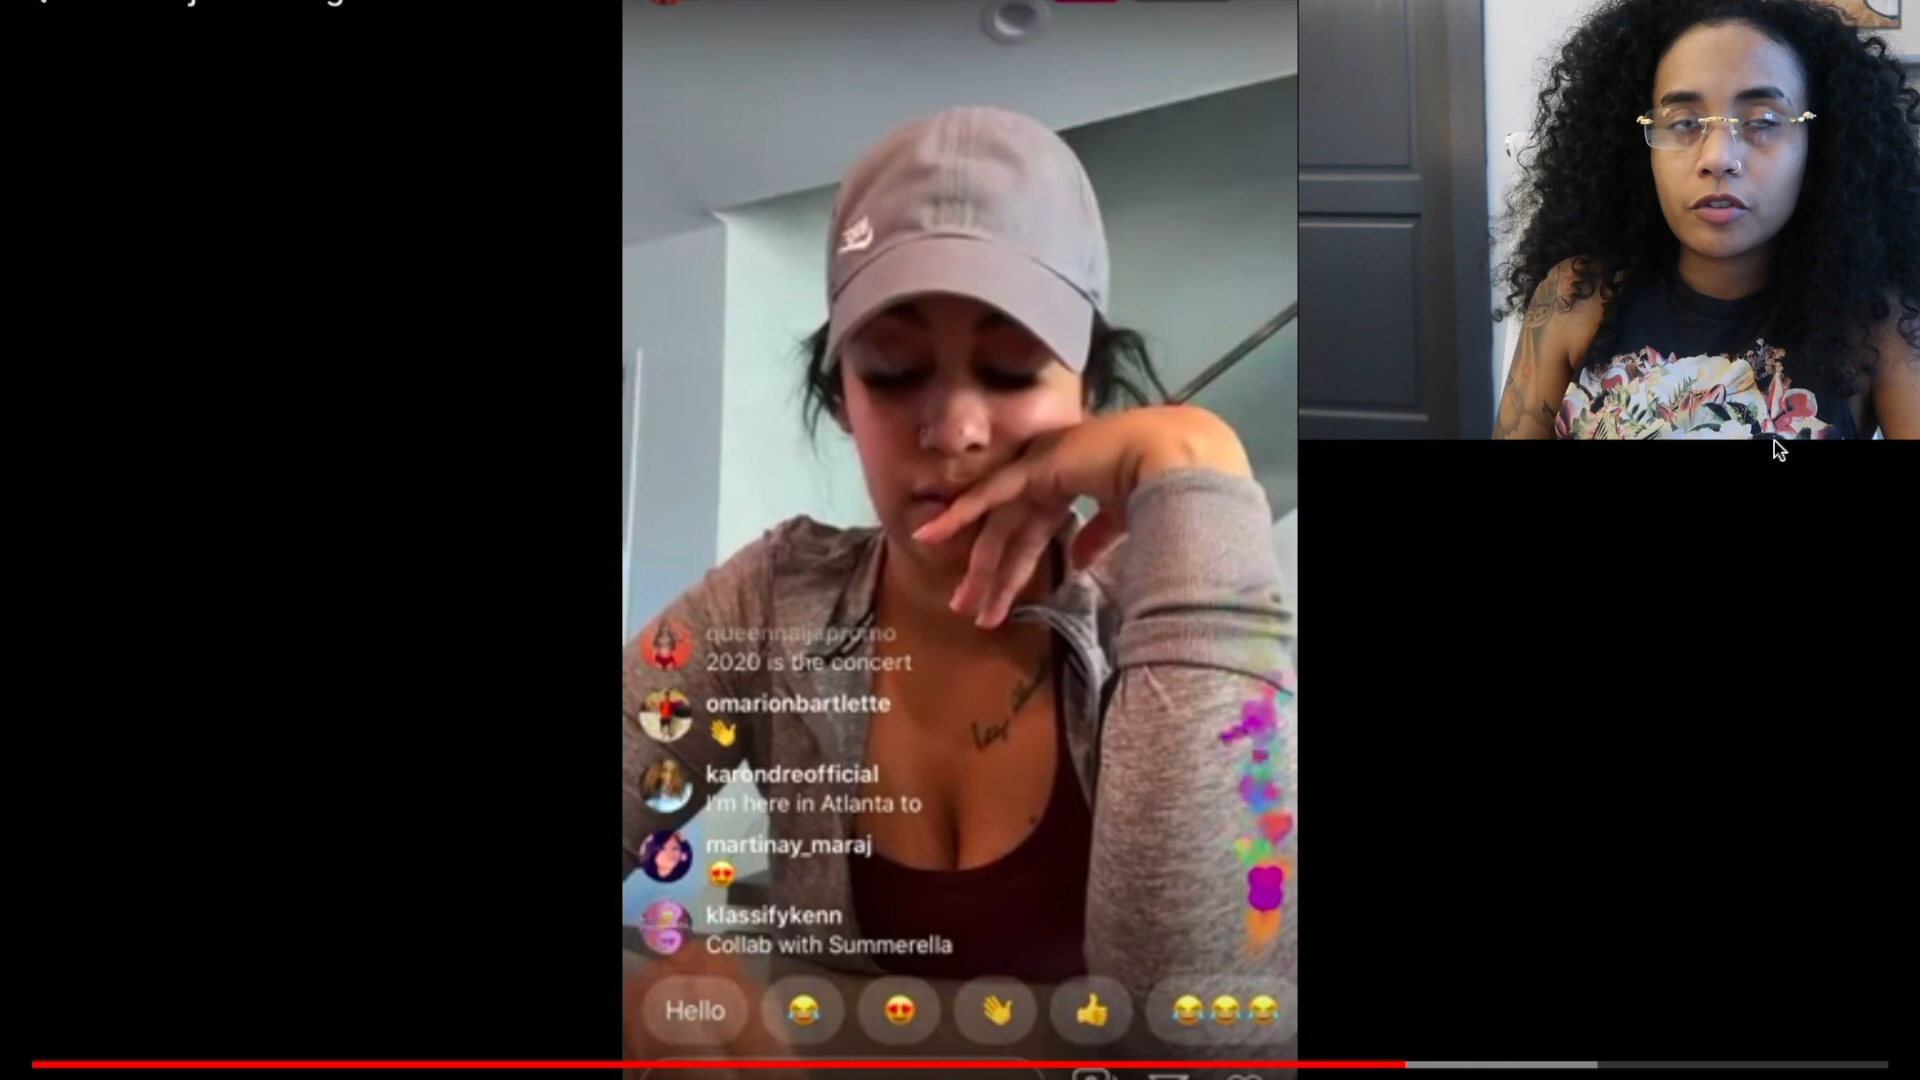 queennaijapromo
2020 is the concert
omarionbartlette
👋
karondreofficial
I'm here in Atlanta to
martinay_maraj
😍
klassifykenn
Collab with Summerella
Hello 😂 😍 👋 👍 😂😂😂